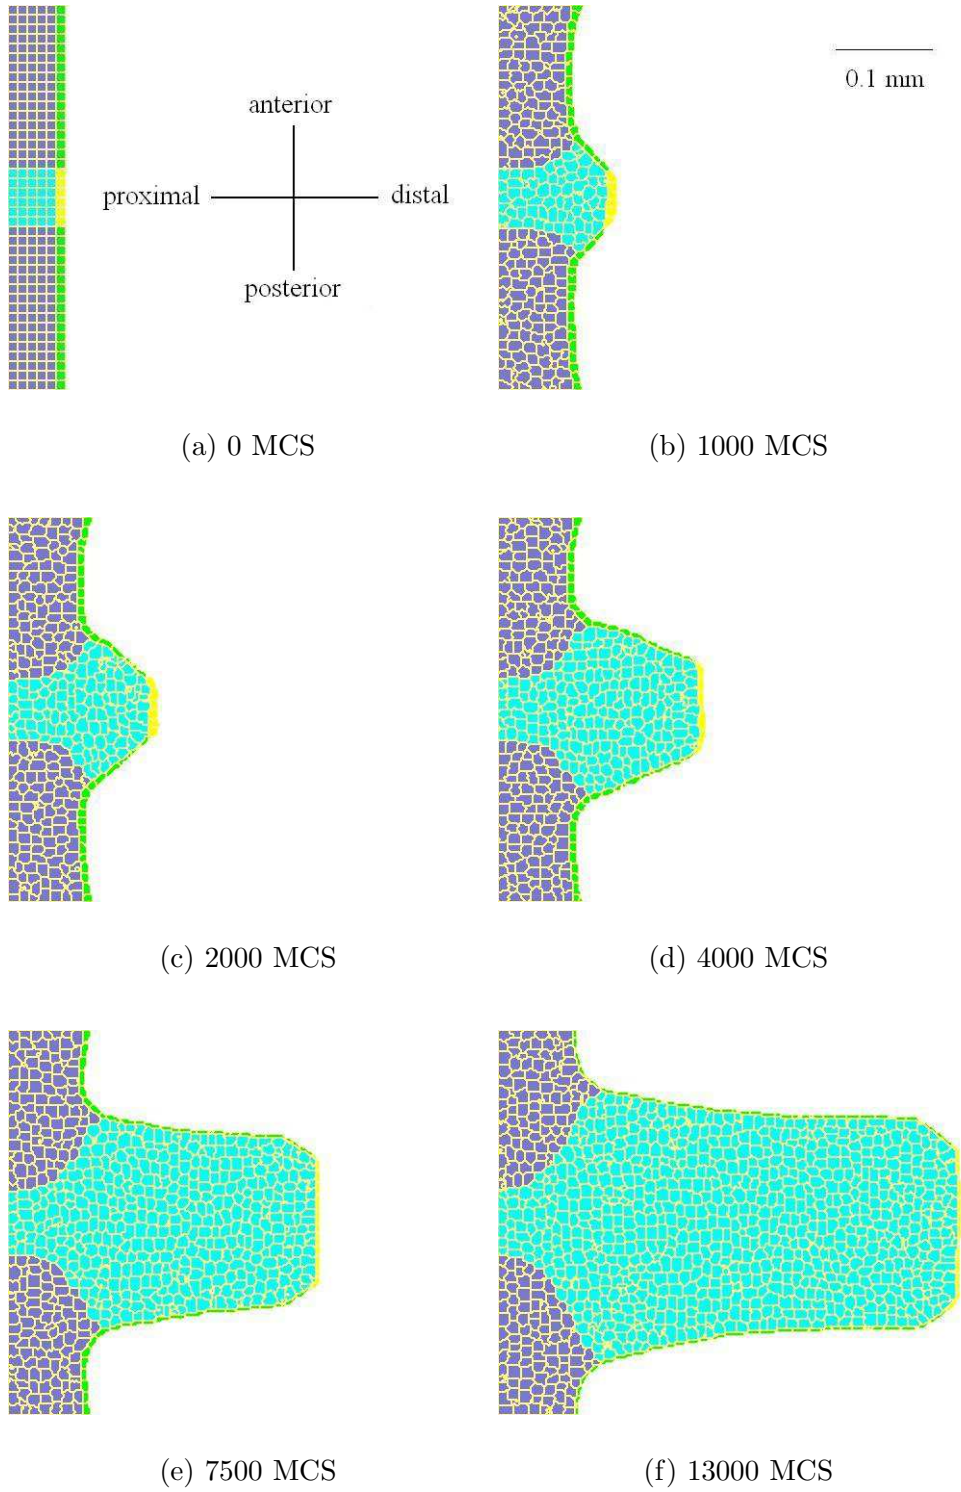 0.1 mm
anterior
proximal
distal
posterior
(a) 0 MCS
(b) 1000 MCS
(c) 2000 MCS
(d) 4000 MCS
(e) 7500 MCS
(f) 13000 MCS